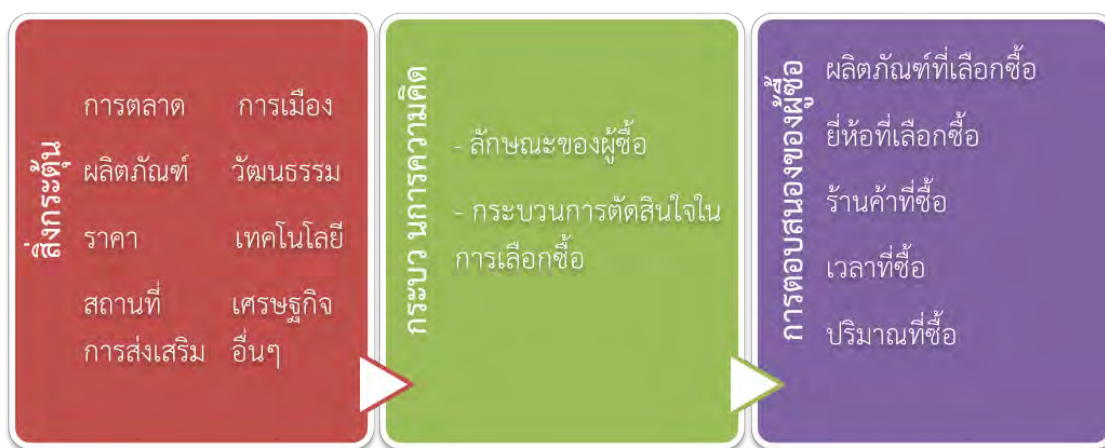 สิ่งกระตุ้น
การตลาด การเมือง
ผลิตภัณฑ์ วัฒนธรรม
ราคา เทคโนโลยี
สถานที่ เศรษฐกิจ
การส่งเสริม อื่นๆ
กระบว นการความคิด
- ลักษณะของผู้ซื้อ
- กระบวนการตัดสินใจใน
การเลือกซื้อ
การตอบสนองของผู้ซื้อ
ผลิตภัณฑ์ที่เลือกซื้อ
ยี่ห้อที่เลือกซื้อ
ร้านค้าที่ซื้อ
เวลาที่ซื้อ
ปริมาณที่ซื้อ